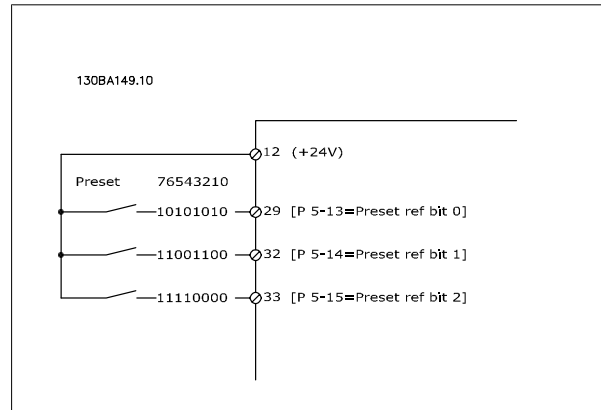 130BA149.10
12 (+24V)
Preset 76543210
10101010 29 [P 5-13=Preset ref bit 0]
11001100 32 [P 5-14=Preset ref bit 1]
11110000 33 [P 5-15=Preset ref bit 2]